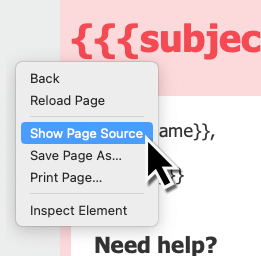 {{{subjec
Back
Reload Page
Show Page Source
ame}},
Save Page As...
Print Page...
}
Inspect Element
Need help?